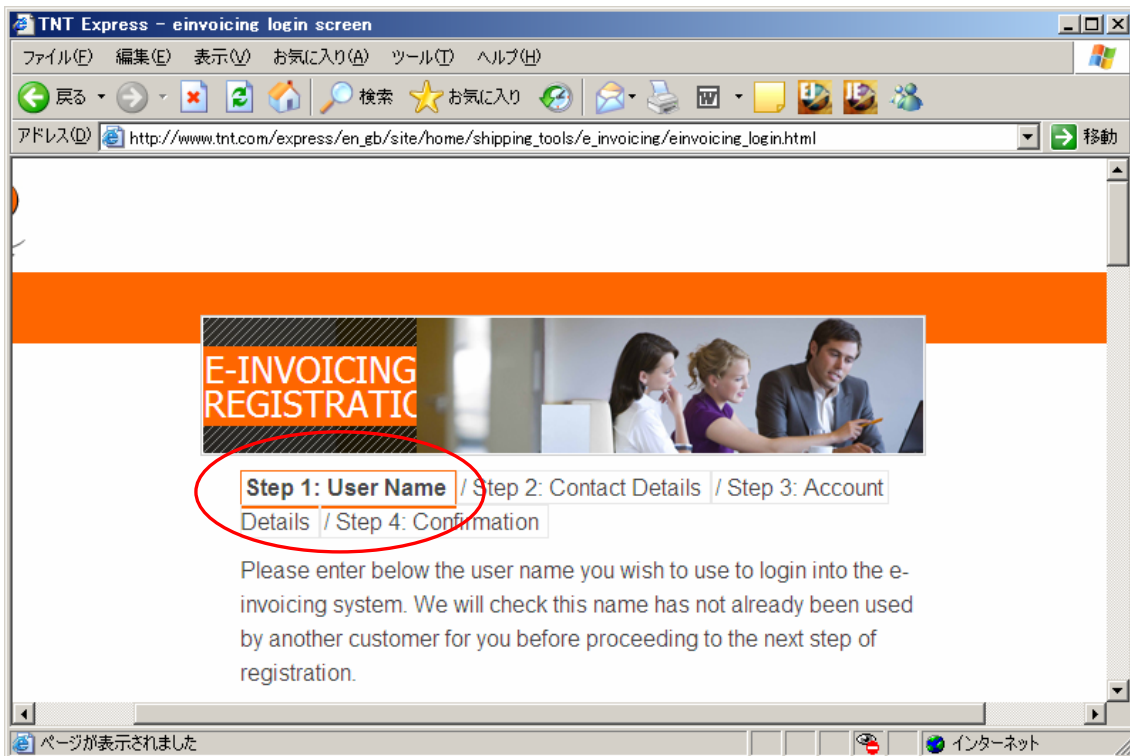 TNT Express - einvoicing login screen
ファイル(F) 編集(E) 表示(V) お気に入り(A) ツール(T) ヘルプ(H)
戻る 検索 お気に入り
アドレス(D) http://www.tnt.com/express/en_gb/site/home/shipping_tools/e_invoicing/einvoicing_login.html 移動
E-INVOICING
REGISTRATIO
Step 1: User Name / Step 2: Contact Details / Step 3: Account
Details / Step 4: Confirmation
Please enter below the user name you wish to use to login into the e-
invoicing system. We will check this name has not already been used
by another customer for you before proceeding to the next step of
registration.
ページが表示されました インターネット